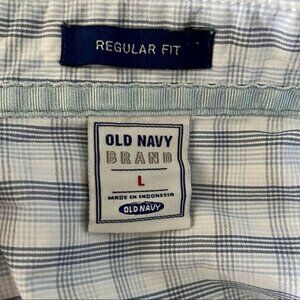 REGULAR FIT
OLD NAVY
BRAND
L
MADE IN INDONESIA
OLD NAVY